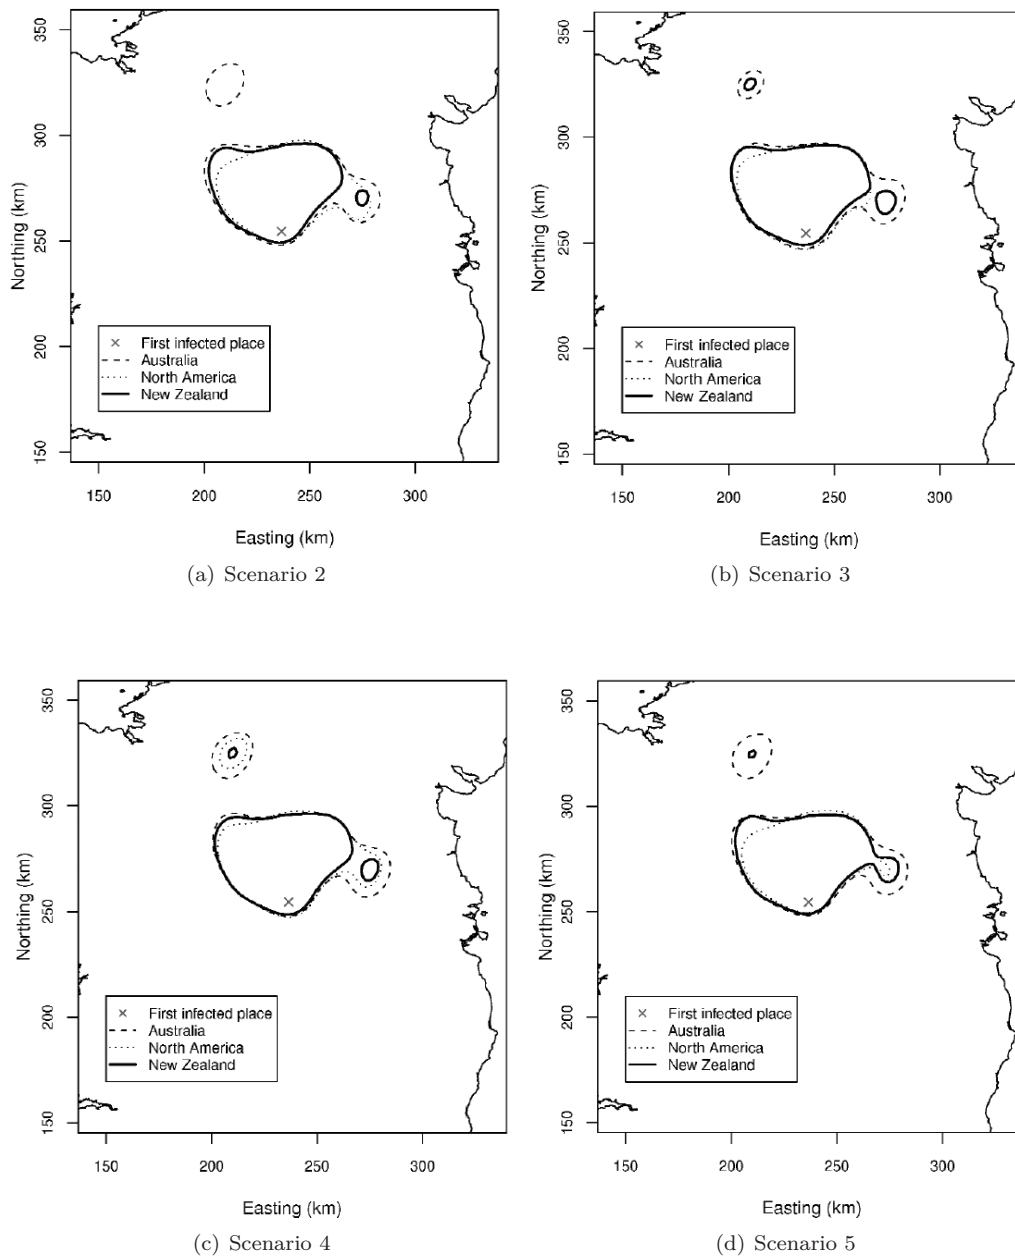 350
300
250
200
150
Northing (km)
First infected place
Australia
North America
New Zealand
150 200 250 300
Easting (km)
(a) Scenario 2
350
300
250
200
150
Northing (km)
First infected place
Australia
North America
New Zealand
150 200 250 300
Easting (km)
(b) Scenario 3
350
300
250
200
150
Northing (km)
First infected place
Australia
North America
New Zealand
150 200 250 300
Easting (km)
(c) Scenario 4
350
300
250
200
150
Northing (km)
First infected place
Australia
North America
New Zealand
150 200 250 300
Easting (km)
(d) Scenario 5